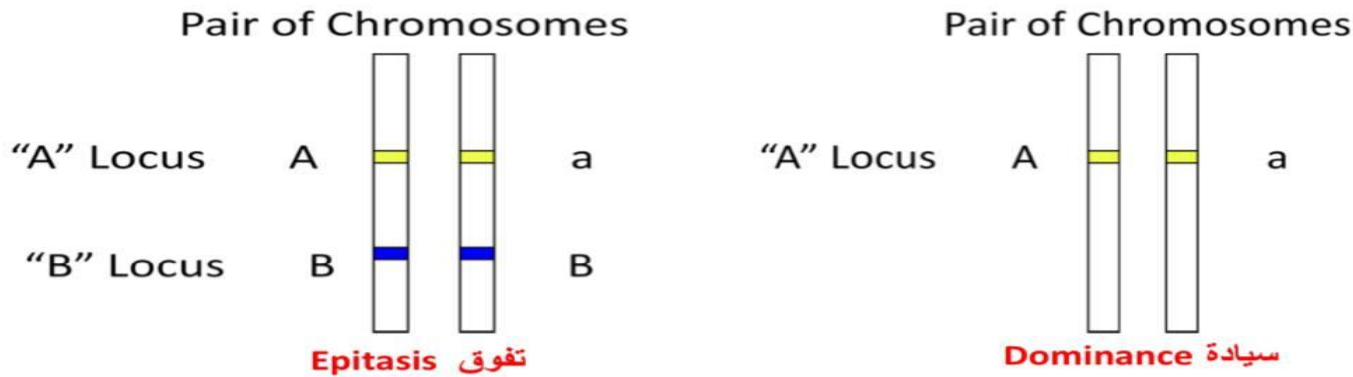 Pair of Chromosomes
“A” Locus A a
“B” Locus B B
Epitasis تفوق
Pair of Chromosomes
“A” Locus A a
Dominance سيادة